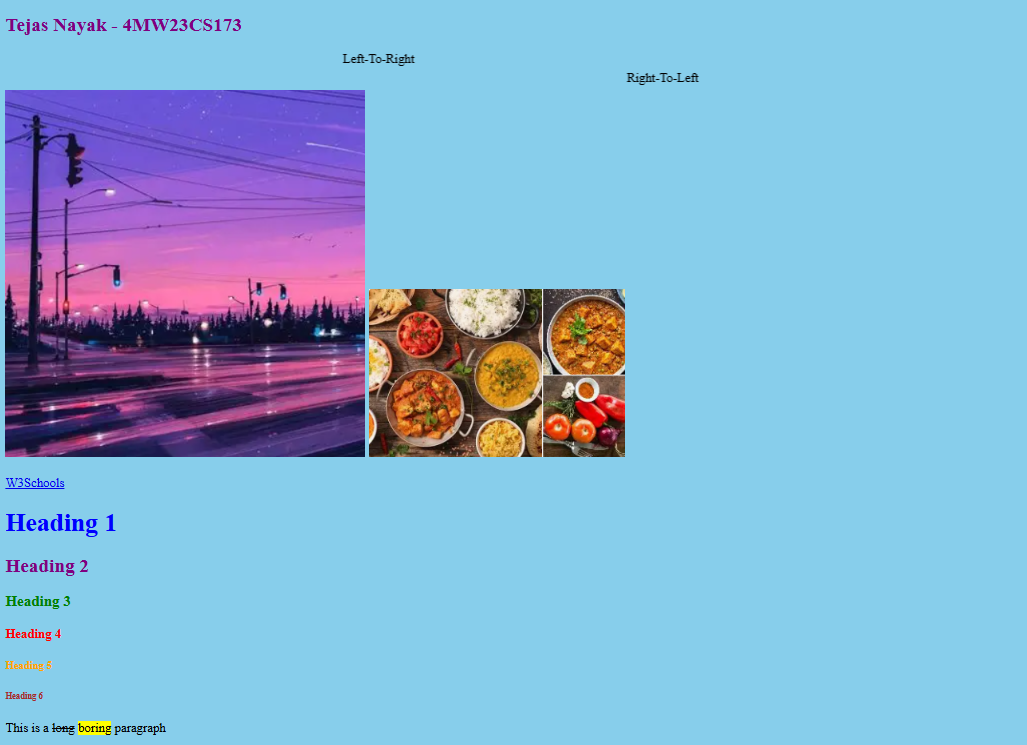 Tejas Nayak - 4MW23CS173
Left-To-Right
Right-To-Left
W3Schools
Heading 1
Heading 2
Heading 3
Heading 4
Heading 5
Heading 6
This is a long boring paragraph